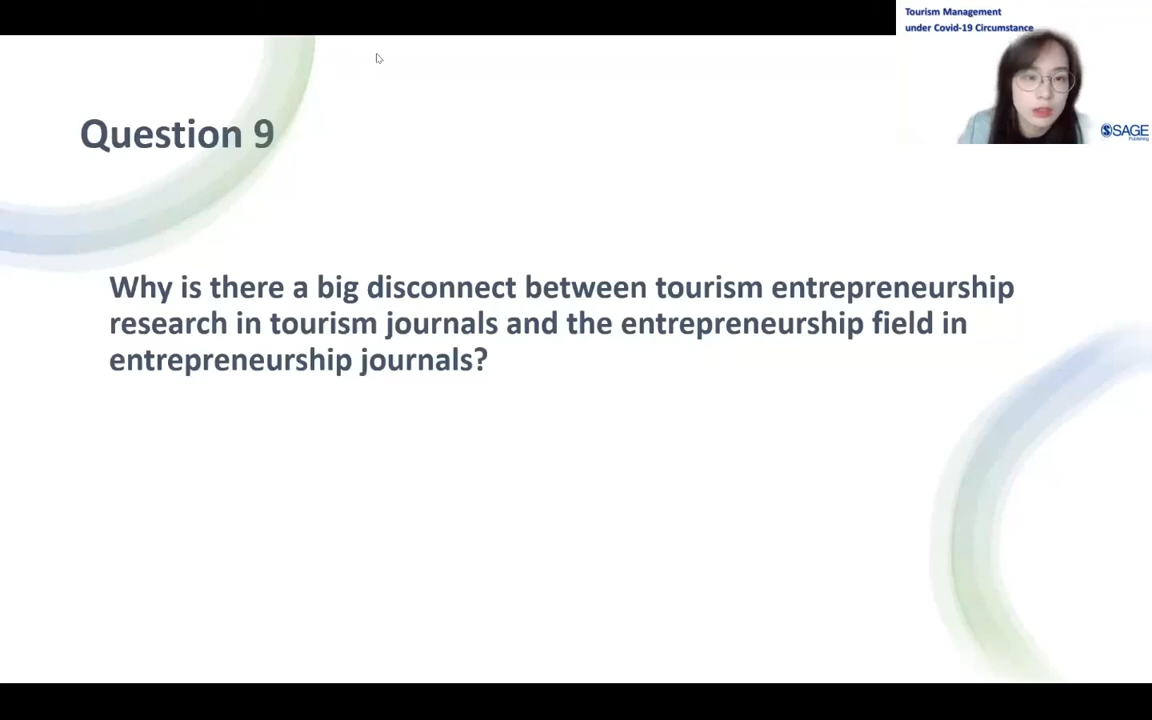 Tourism Management
under Covid-19 Circumstance
SAGE
Publishing
Question 9
Why is there a big disconnect between tourism entrepreneurship
research in tourism journals and the entrepreneurship field in
entrepreneurship journals?